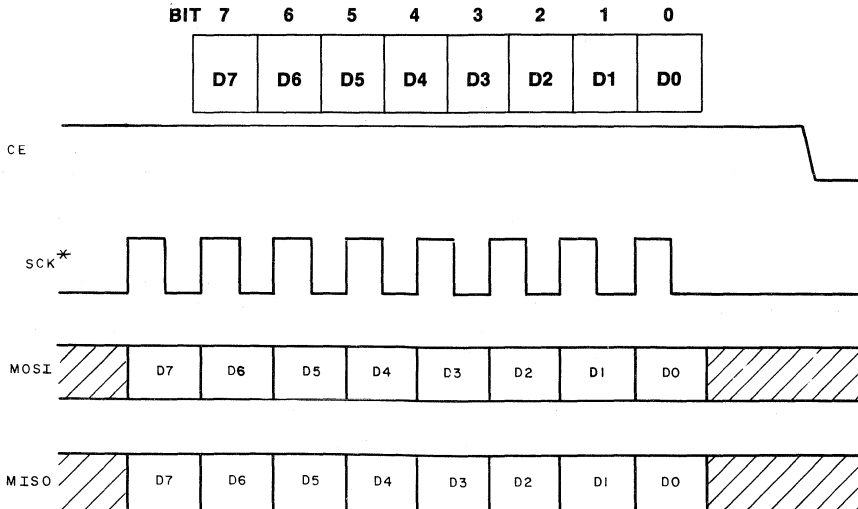 BIT 7 6 5 4 3 2 1 0
D7 D6 D5 D4 D3 D2 D1 D0
CE
SCK*
MOSI D7 D6 D5 D4 D3 D2 D1 D0
MISO D7 D6 D5 D4 D3 D2 D1 D0